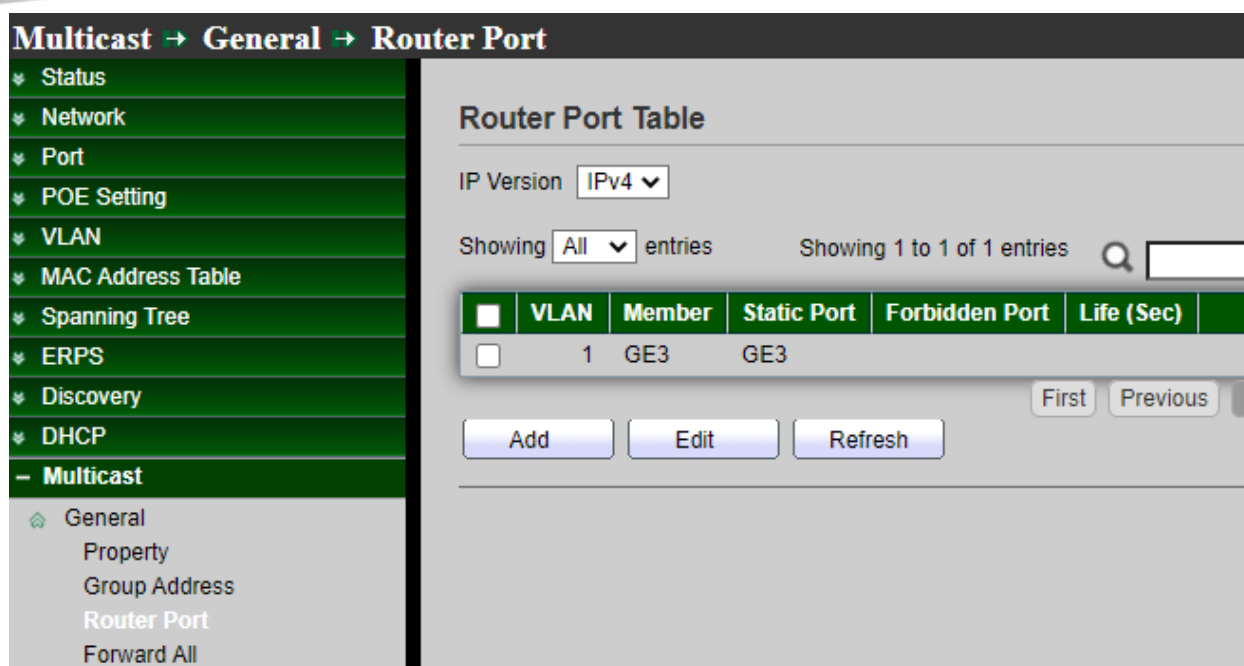 Multicast → General → Router Port
Status
Network
Port
POE Setting
VLAN
MAC Address Table
Spanning Tree
ERPS
Discovery
DHCP
Multicast
General
Property
Group Address
Router Port
Forward All
Router Port Table
IP Version IPv4
Showing All entries Showing 1 to 1 of 1 entries
VLAN Member Static Port Forbidden Port Life (Sec)
1 GE3 GE3
First Previous
Add Edit Refresh